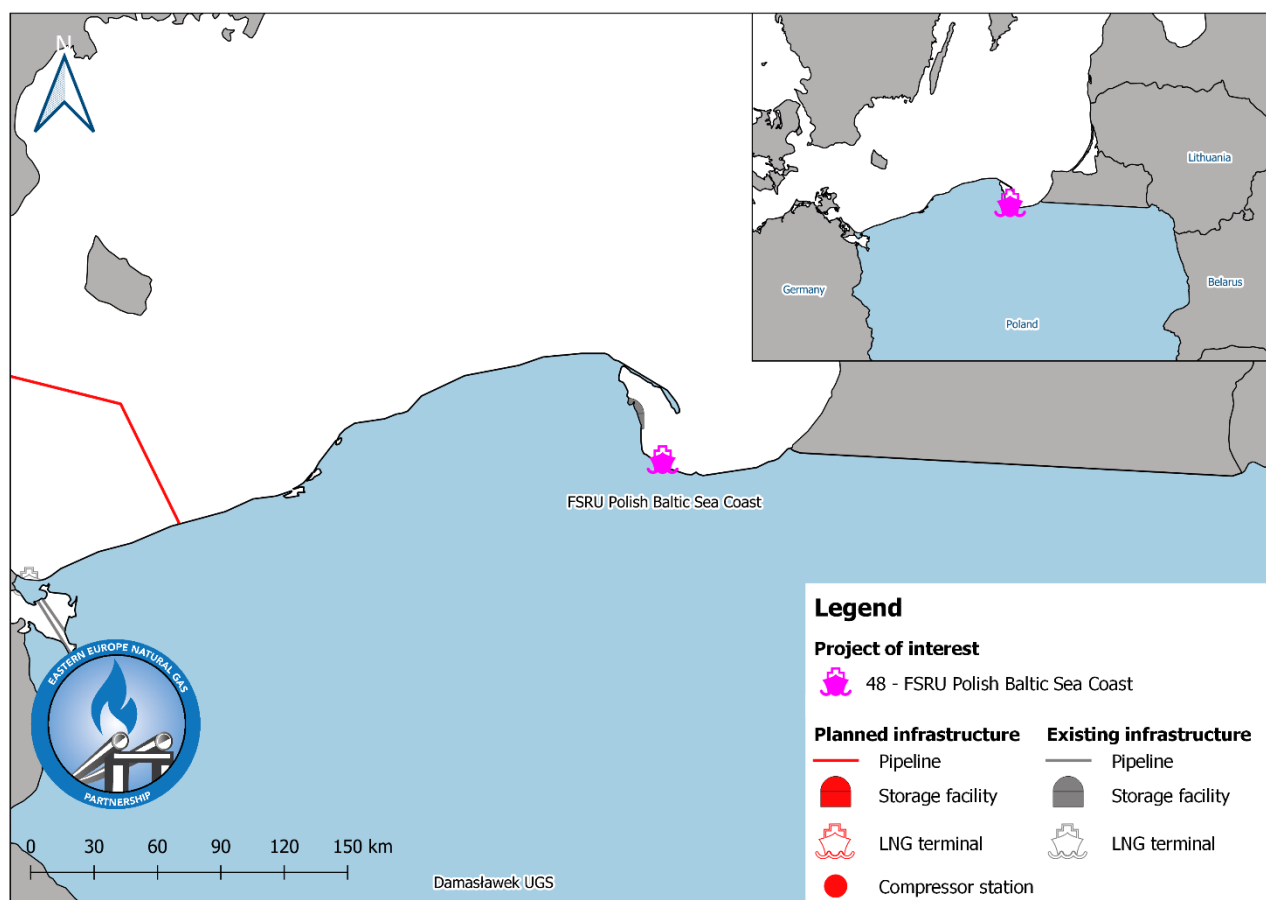 N
Lithuania
Germany
Belarus
Poland
FSRU Polish Baltic Sea Coast
Legend
Project of interest
48 - FSRU Polish Baltic Sea Coast
Planned infrastructure
Pipeline
Storage facility
LNG terminal
Compressor station
Existing infrastructure
Pipeline
Storage facility
LNG terminal
EASTERN EUROPE NATURAL GAS
PARTNERSHIP
0 30 60 90 120 150 km
Damasławek UGS